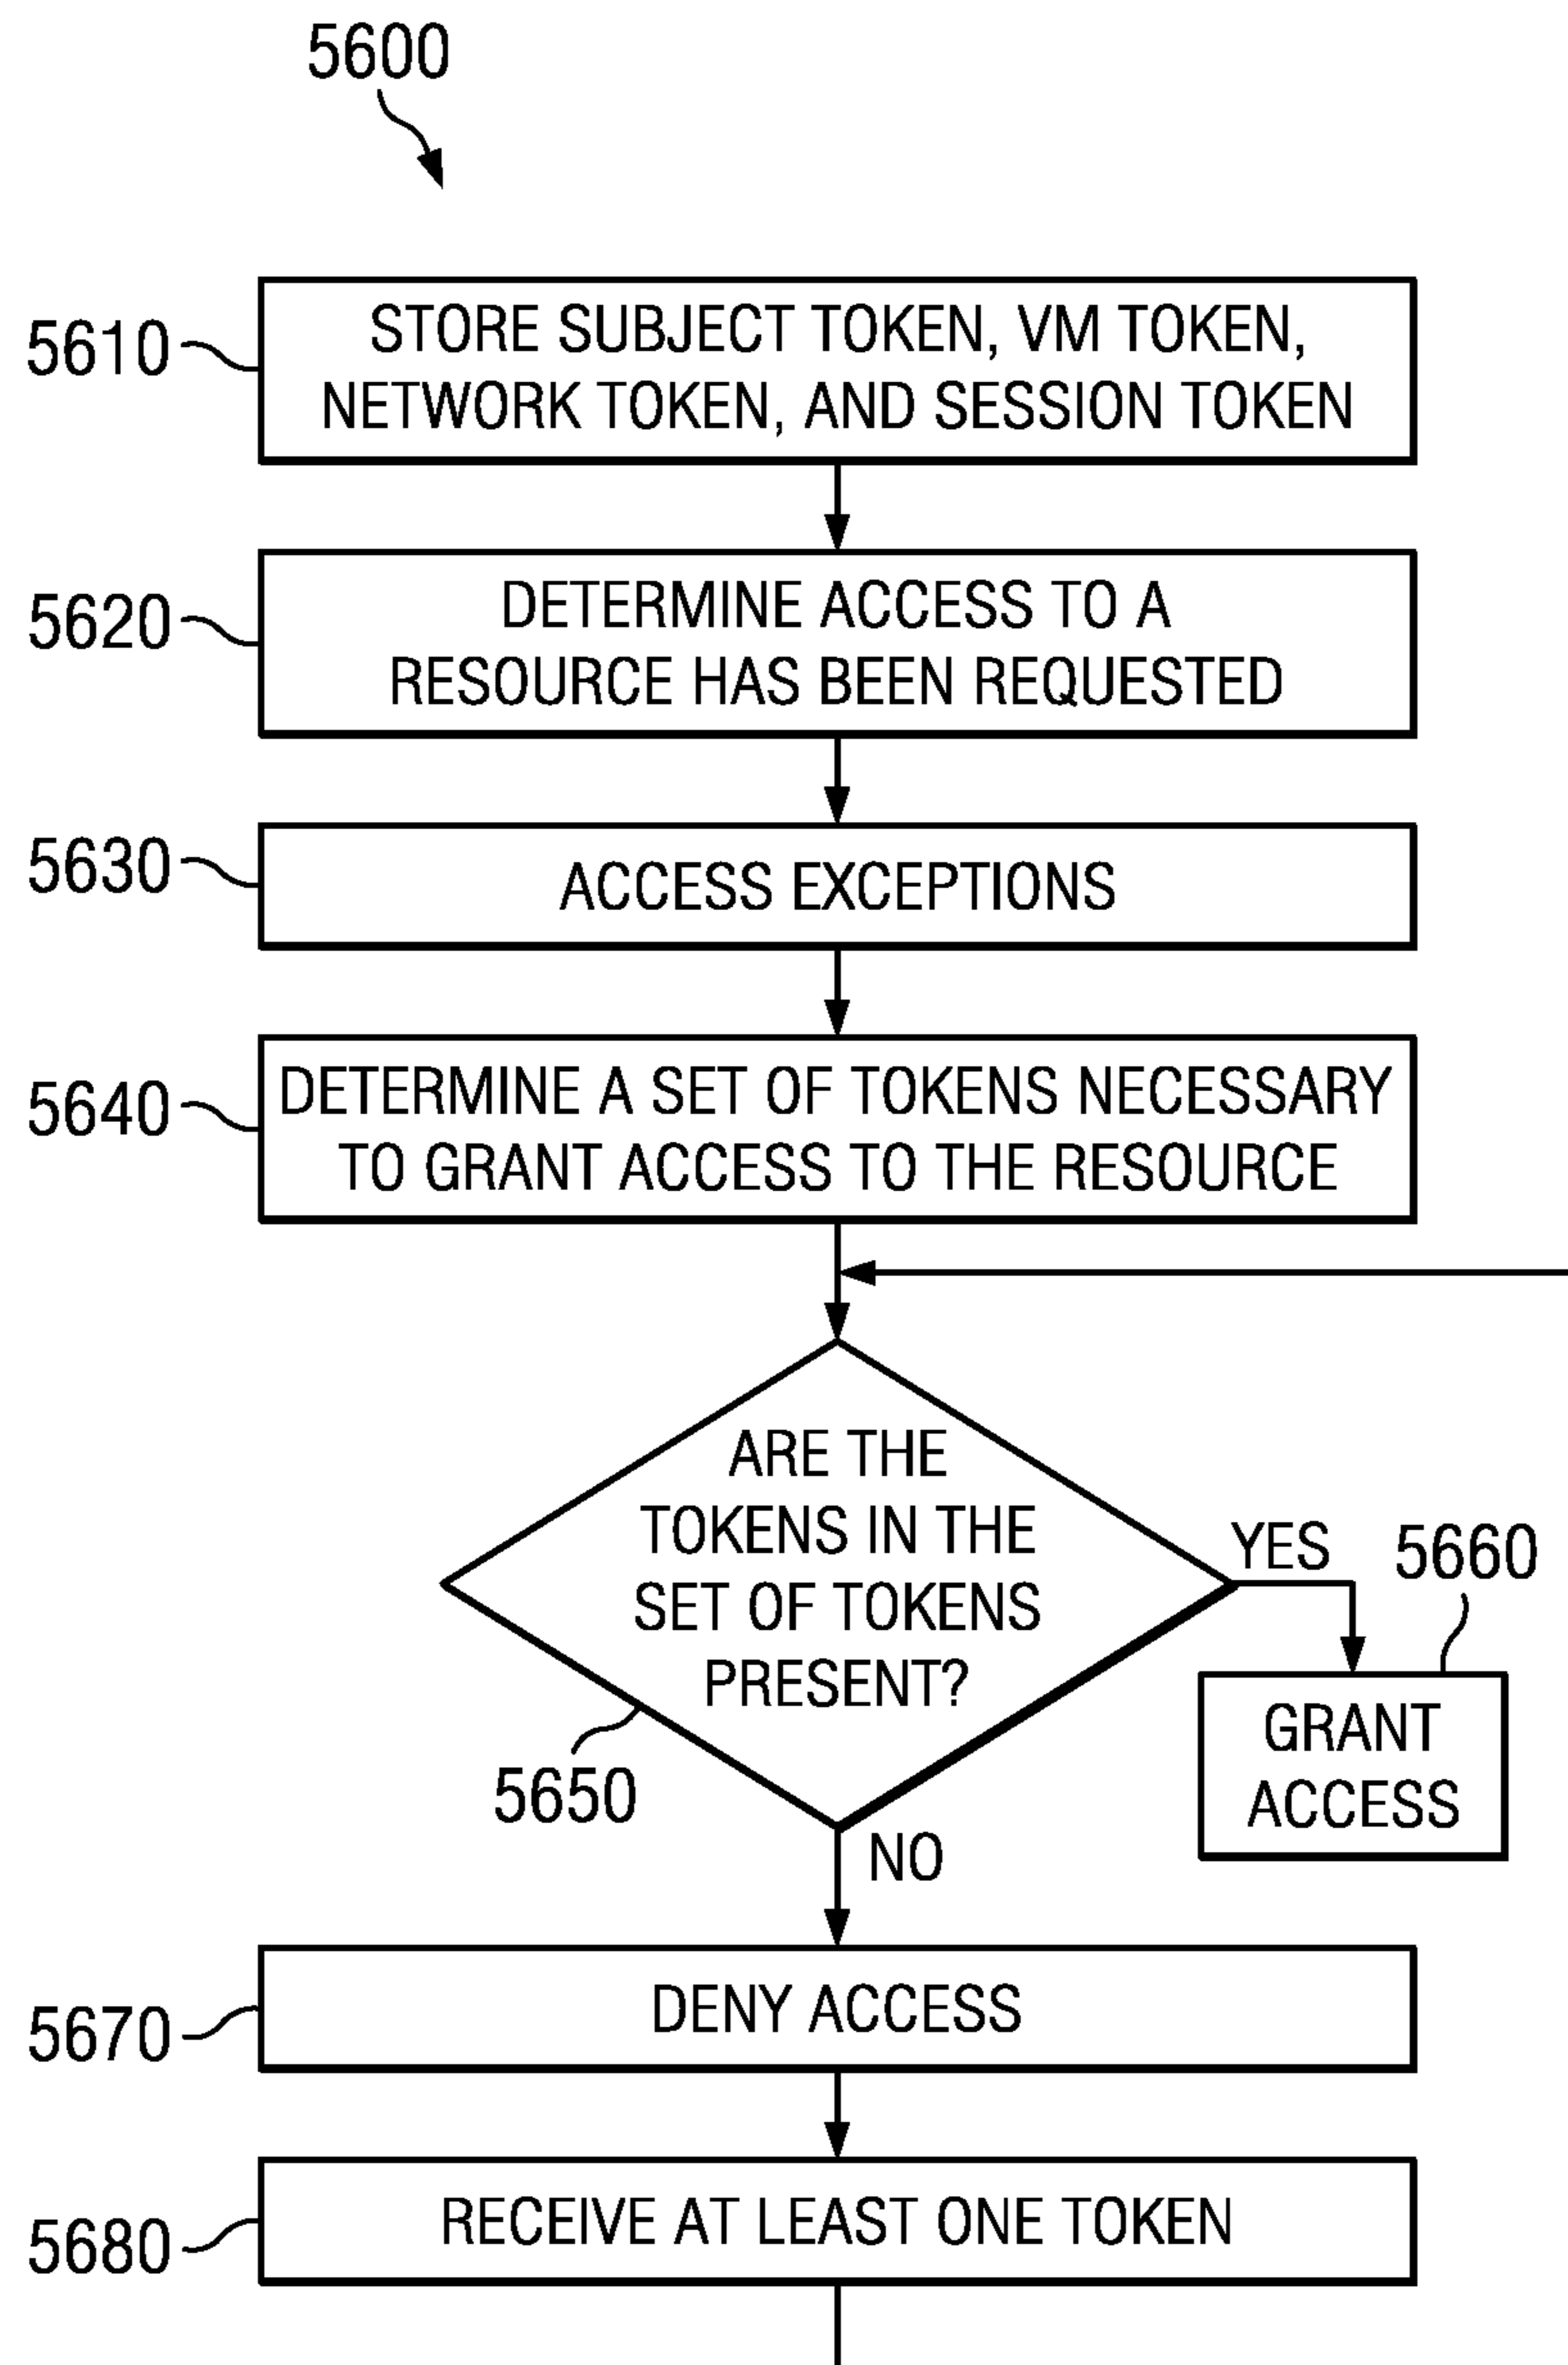 5600
5610
STORE SUBJECT TOKEN, VM TOKEN,
NETWORK TOKEN, AND SESSION TOKEN
5620
DETERMINE ACCESS TO A
RESOURCE HAS BEEN REQUESTED
5630
ACCESS EXCEPTIONS
5640
DETERMINE A SET OF TOKENS NECESSARY
TO GRANT ACCESS TO THE RESOURCE
ARE THE
TOKENS IN THE
SET OF TOKENS
PRESENT?
5650
YES
5660
GRANT
ACCESS
NO
5670
DENY ACCESS
5680
RECEIVE AT LEAST ONE TOKEN